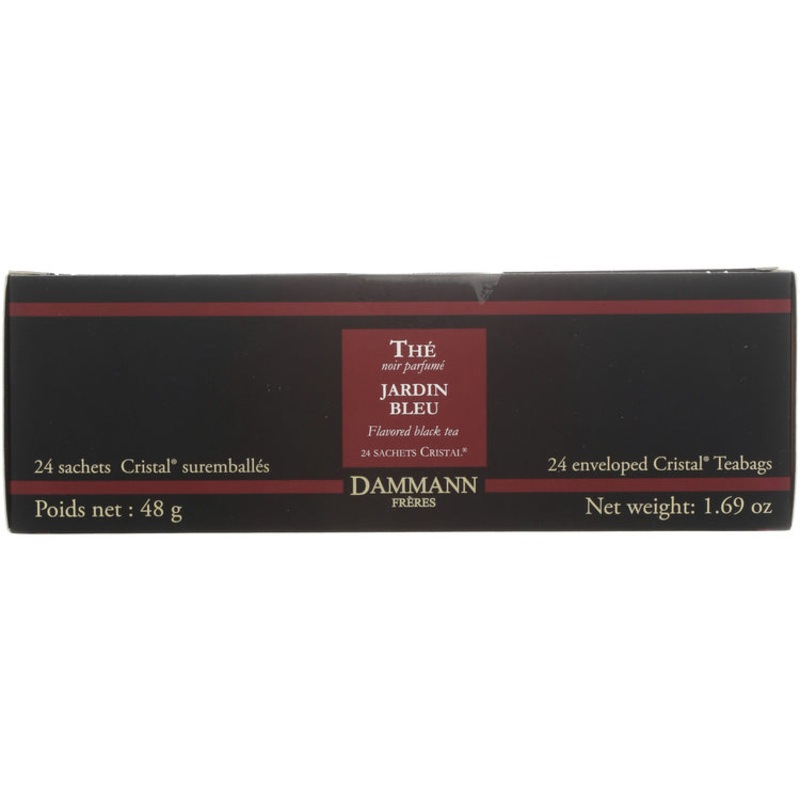 THÉ
noir parfumé
JARDIN
BLEU
Flavored black tea
24 SACHETS CRISTAL®
24 sachets Cristal® suremballés
24 enveloped Cristal® Teabags
DAMMANN
FRÈRES
Poids net : 48 g
Net weight: 1.69 oz